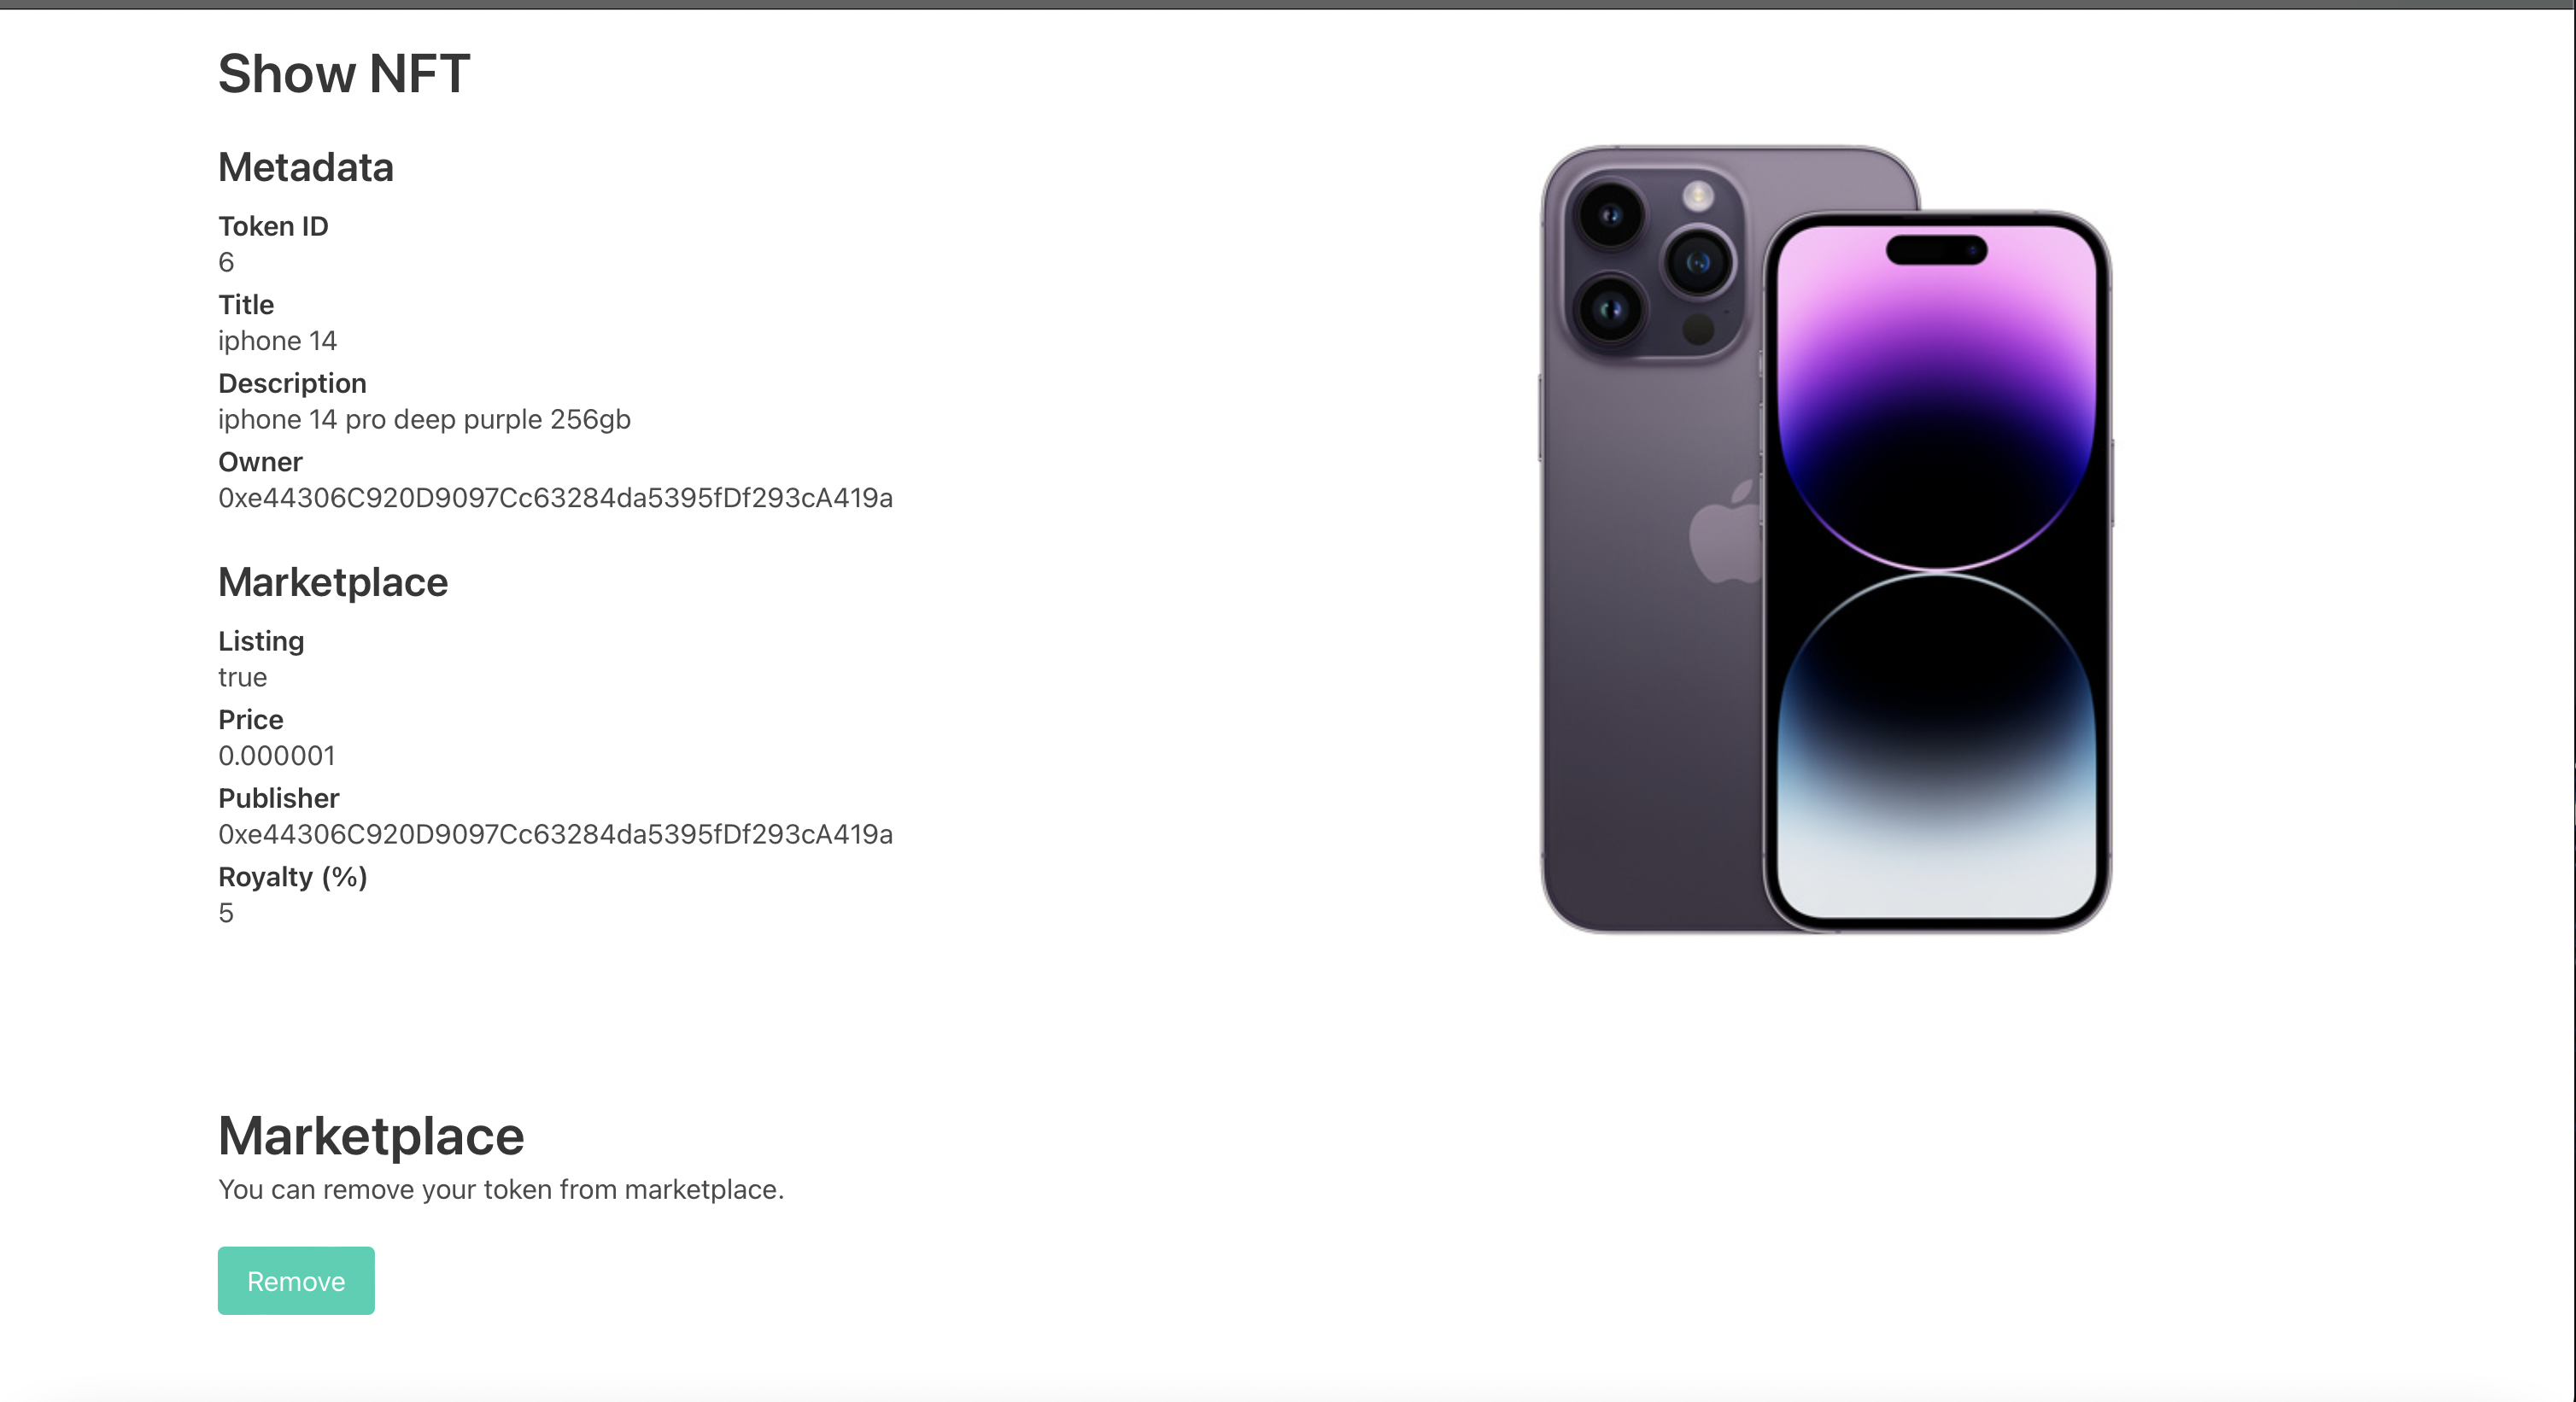 Show NFT
Metadata
Token ID
6
Title
iphone 14
Description
iphone 14 pro deep purple 256gb
Owner
0xe44306C920D9097Cc63284da5395fDf293cA419a
Marketplace
Listing
true
Price
0.000001
Publisher
0xe44306C920D9097Cc63284da5395fDf293cA419a
Royalty (%)
5
Marketplace
You can remove your token from marketplace.
Remove